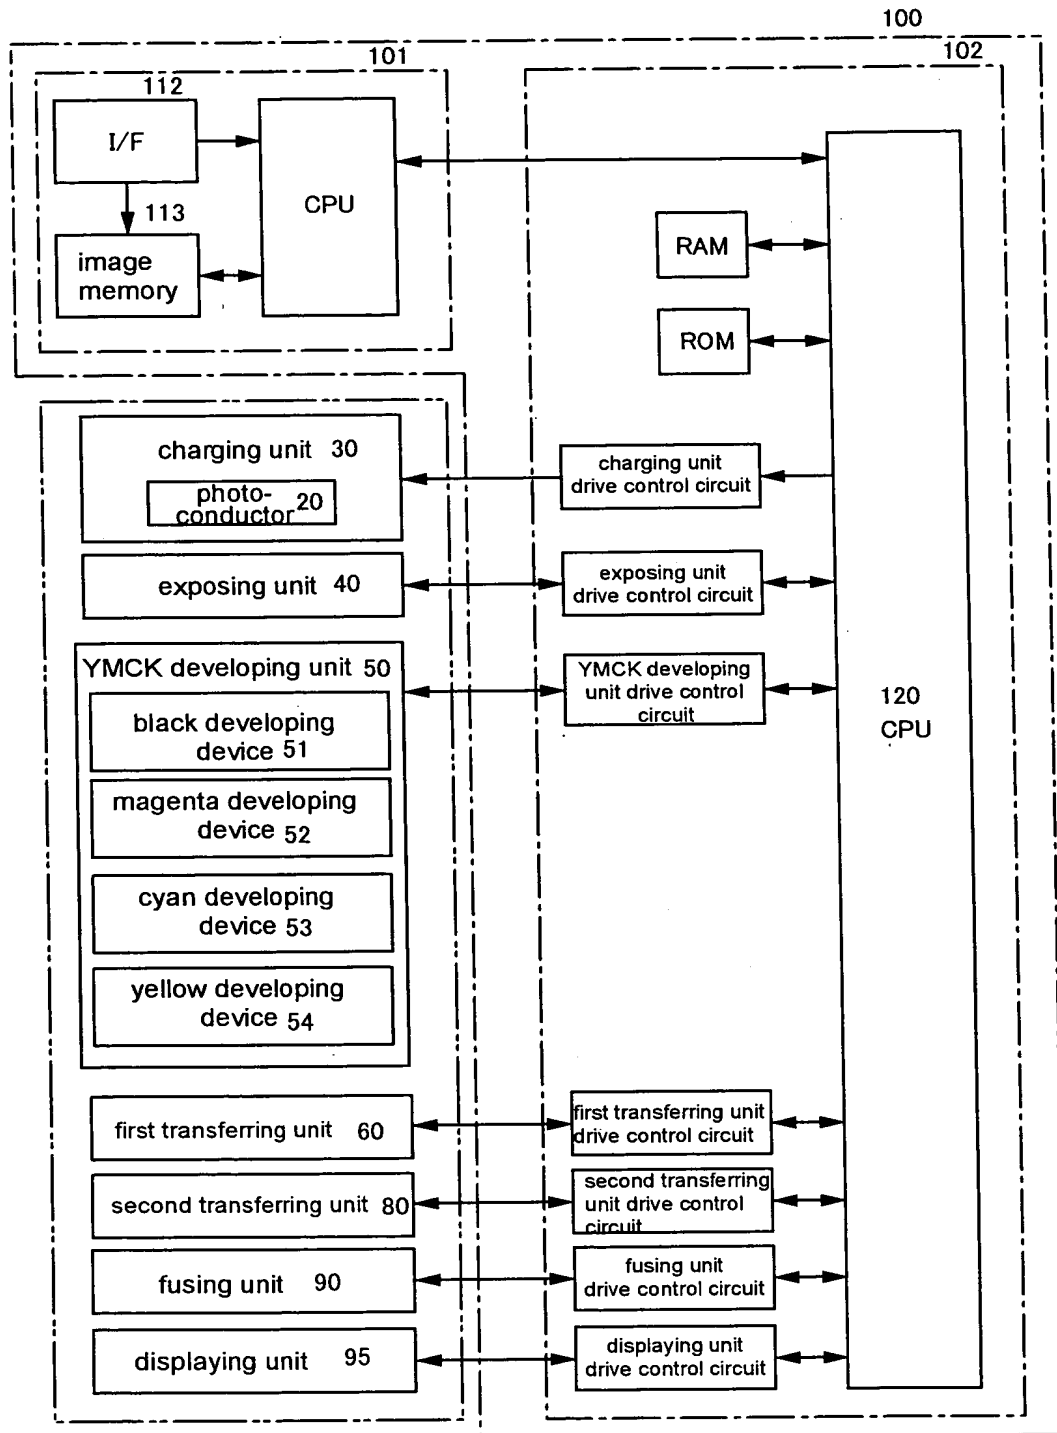 100
101
102
112
I/F
CPU
113
image
memory
RAM
ROM
charging unit 30
photo-
conductor 20
charging unit
drive control circuit
exposing unit 40
exposing unit
drive control circuit
YMCK developing unit 50
YMCK developing
unit drive control
circuit
black developing
device 51
magenta developing
device 52
cyan developing
device 53
yellow developing
device 54
120
CPU
first transferring unit 60
first transferring unit
drive control circuit
second transferring unit 80
second transferring
unit drive control
circuit
fusing unit 90
fusing unit
drive control circuit
displaying unit 95
displaying unit
drive control circuit